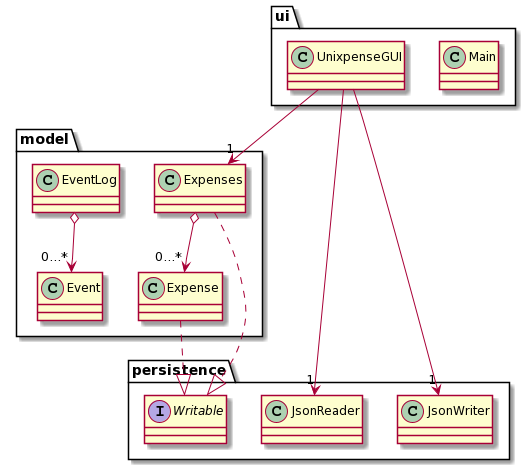 ui
C UnixpenseGUI
C Main
1
model
C EventLog
C Expenses
0...*
0...*
C Event
C Expense
persistence
1
1
I Writable
C JsonReader
C JsonWriter